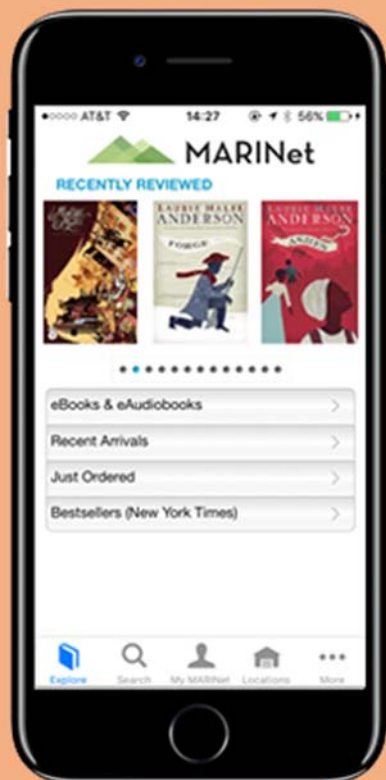 AT&T 14:27 56%
MARINet
RECENTLY REVIEWED
LAURIE HALSE
ANDERSON
FORGE
LAURIE HALSE
ANDERSON
ASHES
eBooks & eAudiobooks
Recent Arrivals
Just Ordered
Bestsellers (New York Times)
Explore Search My MARINet Locations More